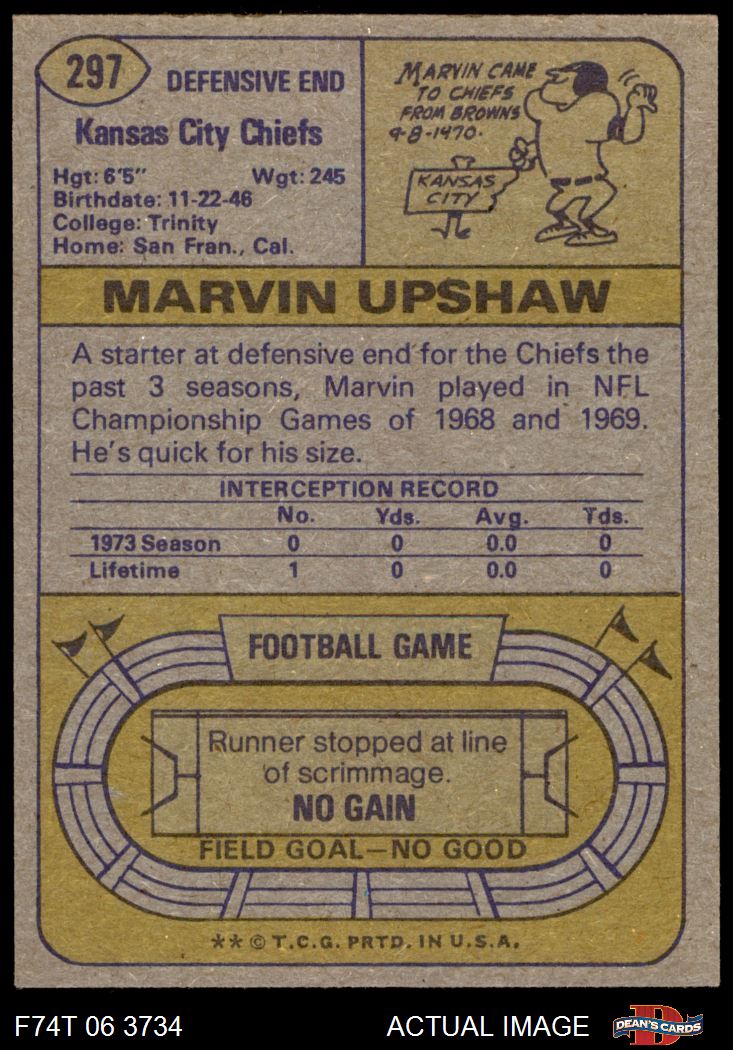 297
DEFENSIVE END
Kansas City Chiefs
Hgt: 6'5" Wgt: 245
Birthdate: 11-22-46
College: Trinity
Home: San Fran., Cal.
MARVIN CAME
TO CHIEFS
FROM BROWNS
9-8-1970.
KANSAS
CITY
MARVIN UPSHAW
A starter at defensive end for the Chiefs the
past 3 seasons, Marvin played in NFL
Championship Games of 1968 and 1969.
He's quick for his size.
INTERCEPTION RECORD
No. Yds. Avg. Tds.
1973 Season 0 0 0.0 0
Lifetime 1 0 0.0 0
FOOTBALL GAME
Runner stopped at line
of scrimmage.
NO GAIN
FIELD GOAL—NO GOOD
** © T.C.G. PRTD. IN U.S.A.
F74T 06 3734 ACTUAL IMAGE
D
DEAN'S CARDS